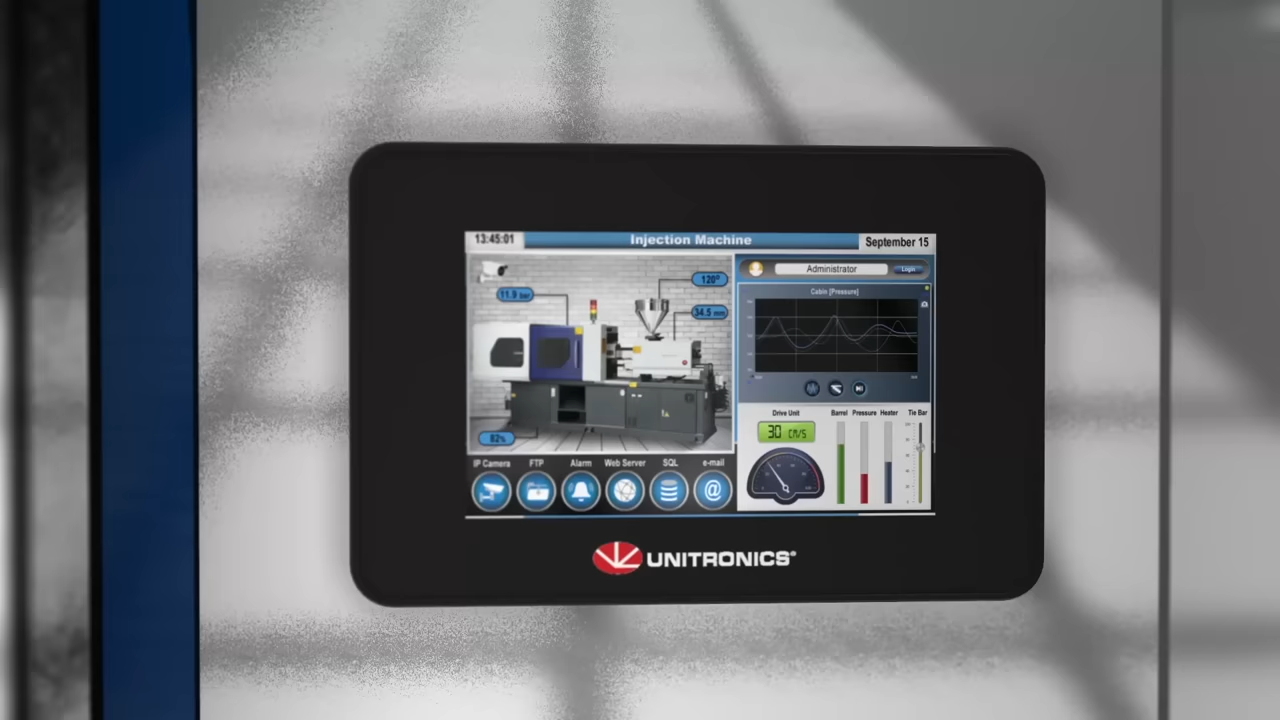 13:45:01
Injection Machine
September 15
Administrator
Login
11.9 bar
120°
34.5 mm
82%
Cabin [Pressure]
Drive Unit
Barrel
Pressure
Heater
Tie Bar
30 CM/S
IP Camera
FTP
Alarm
Web Server
SQL
e-mail
@
UNITRONICS®